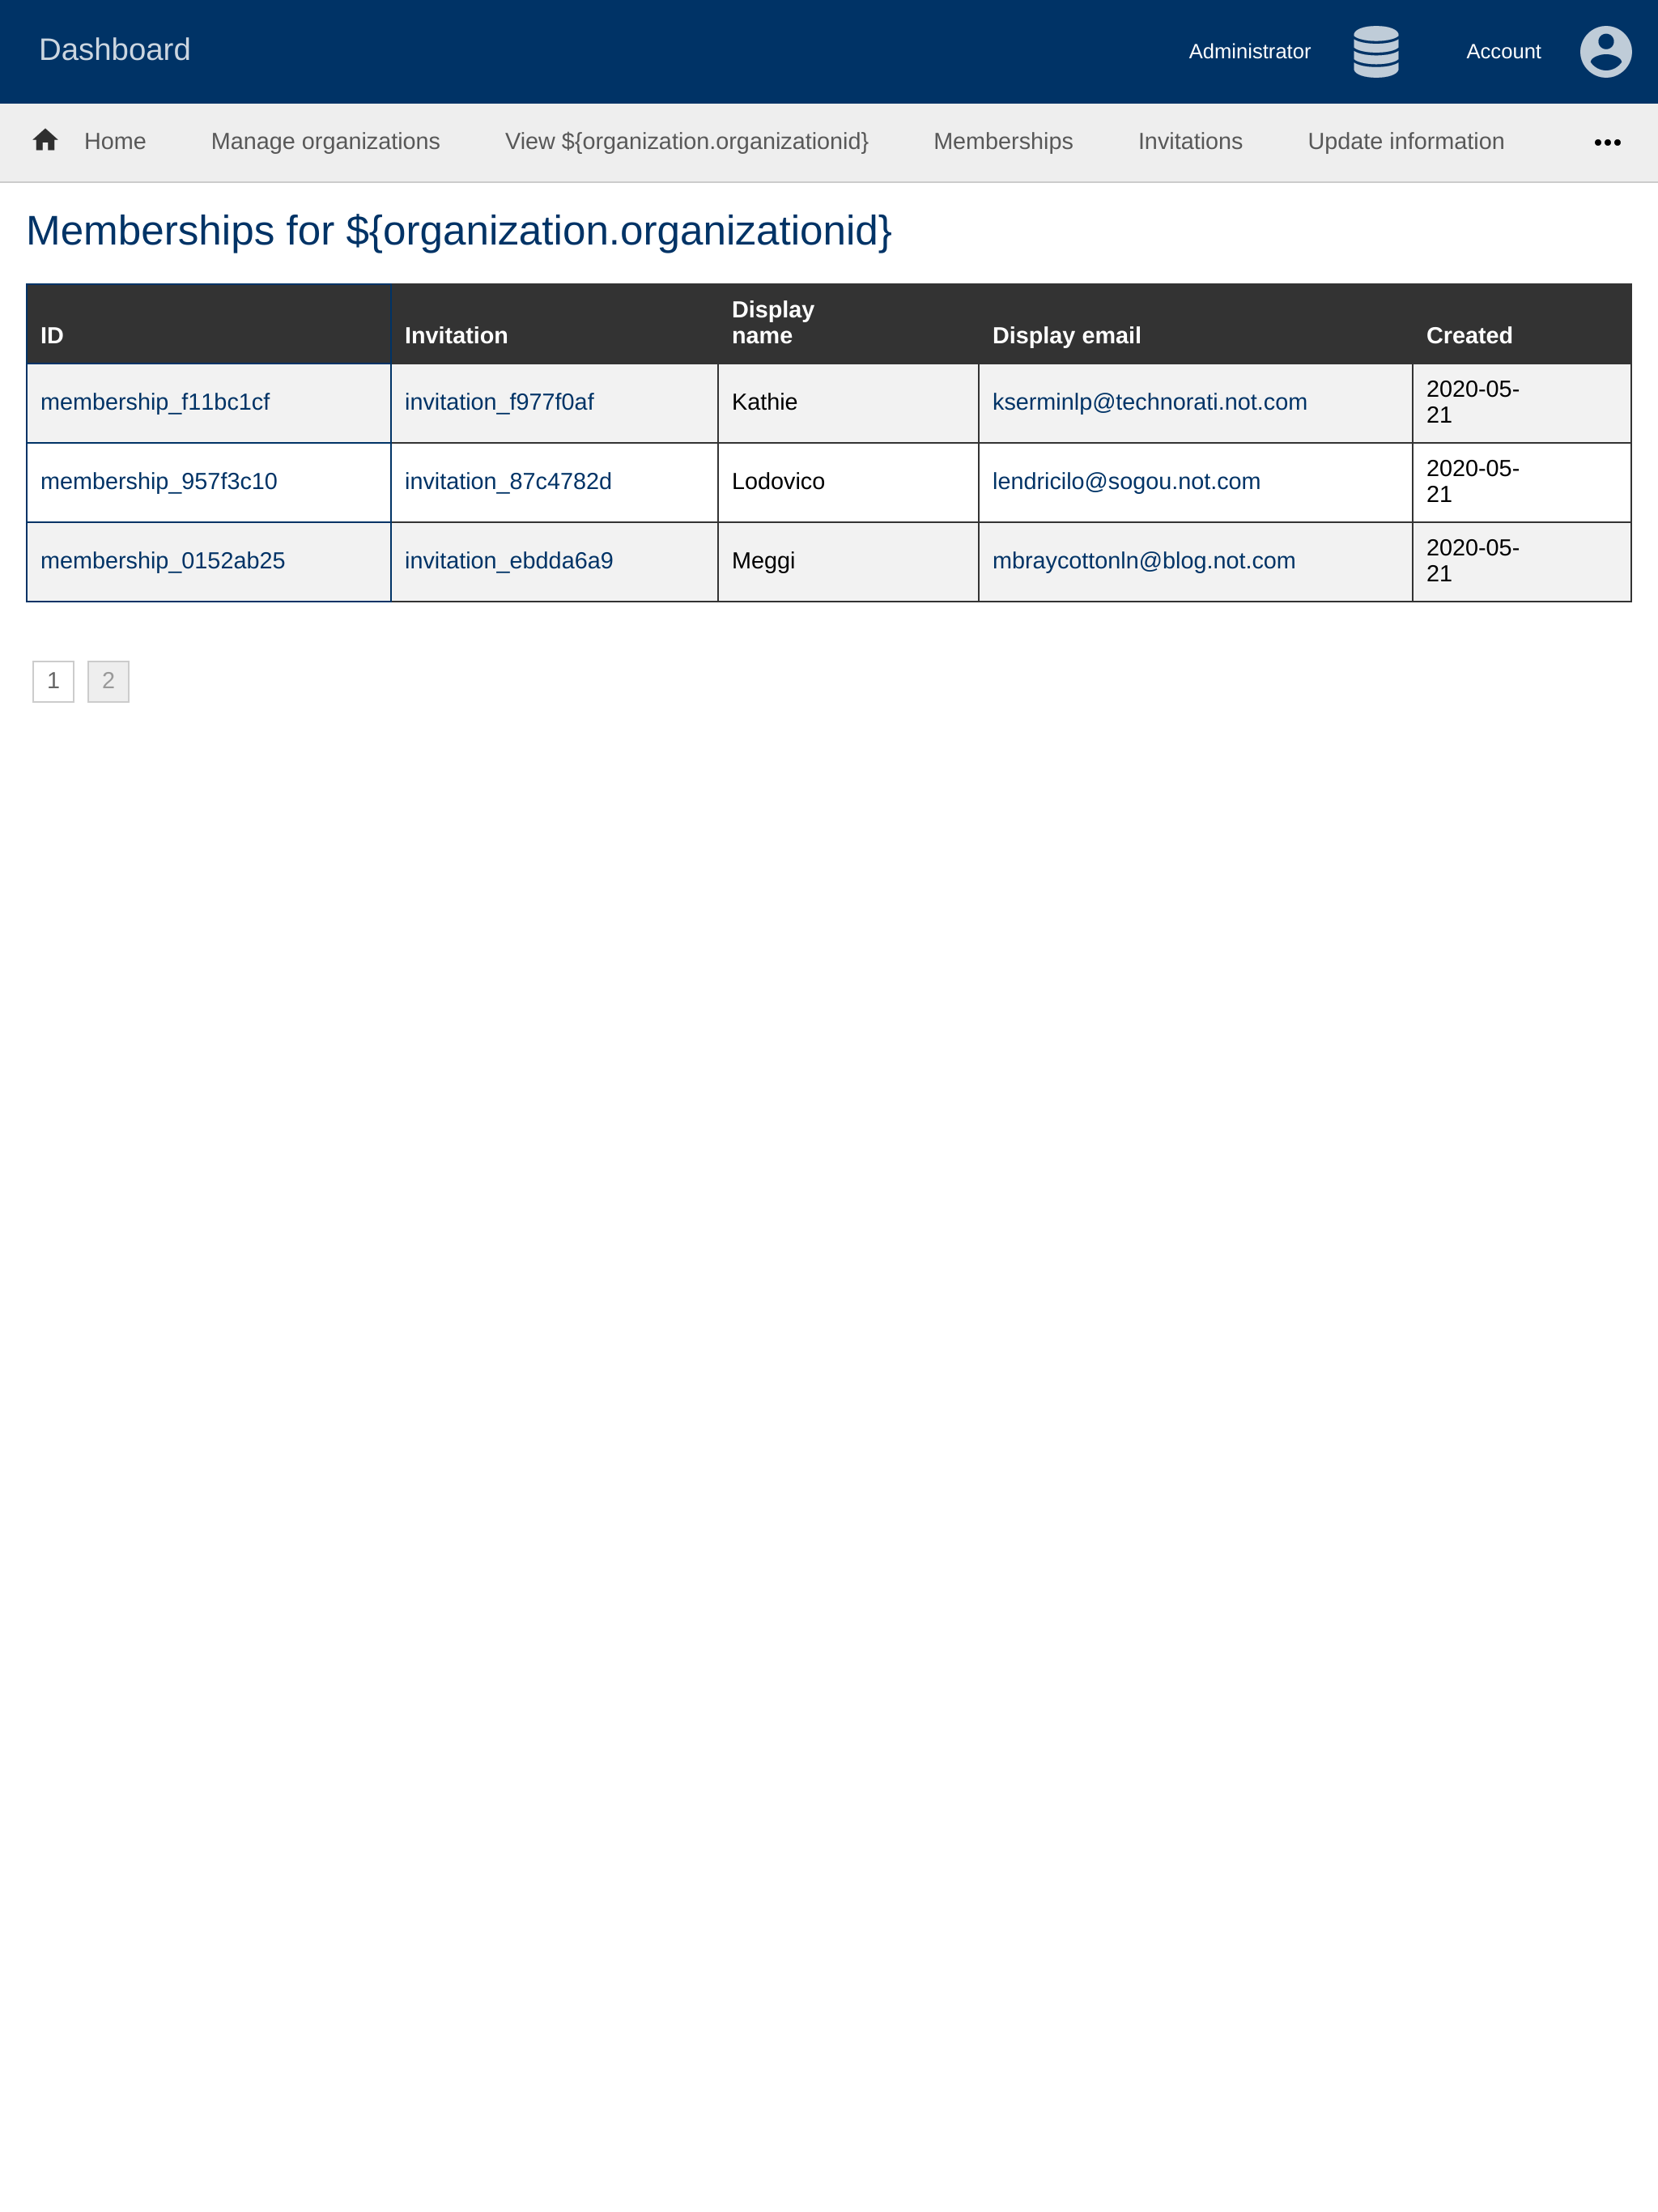 Dashboard Administrator Account
Home Manage organizations View ${organization.organizationid} Memberships Invitations Update information •••
Memberships for ${organization.organizationid}
ID Invitation Display name Display email Created
membership_f11bc1cf invitation_f977f0af Kathie kserminlp@technorati.not.com 2020-05-21
membership_957f3c10 invitation_87c4782d Lodovico lendricilo@sogou.not.com 2020-05-21
membership_0152ab25 invitation_ebdda6a9 Meggi mbraycottonln@blog.not.com 2020-05-21
1 2